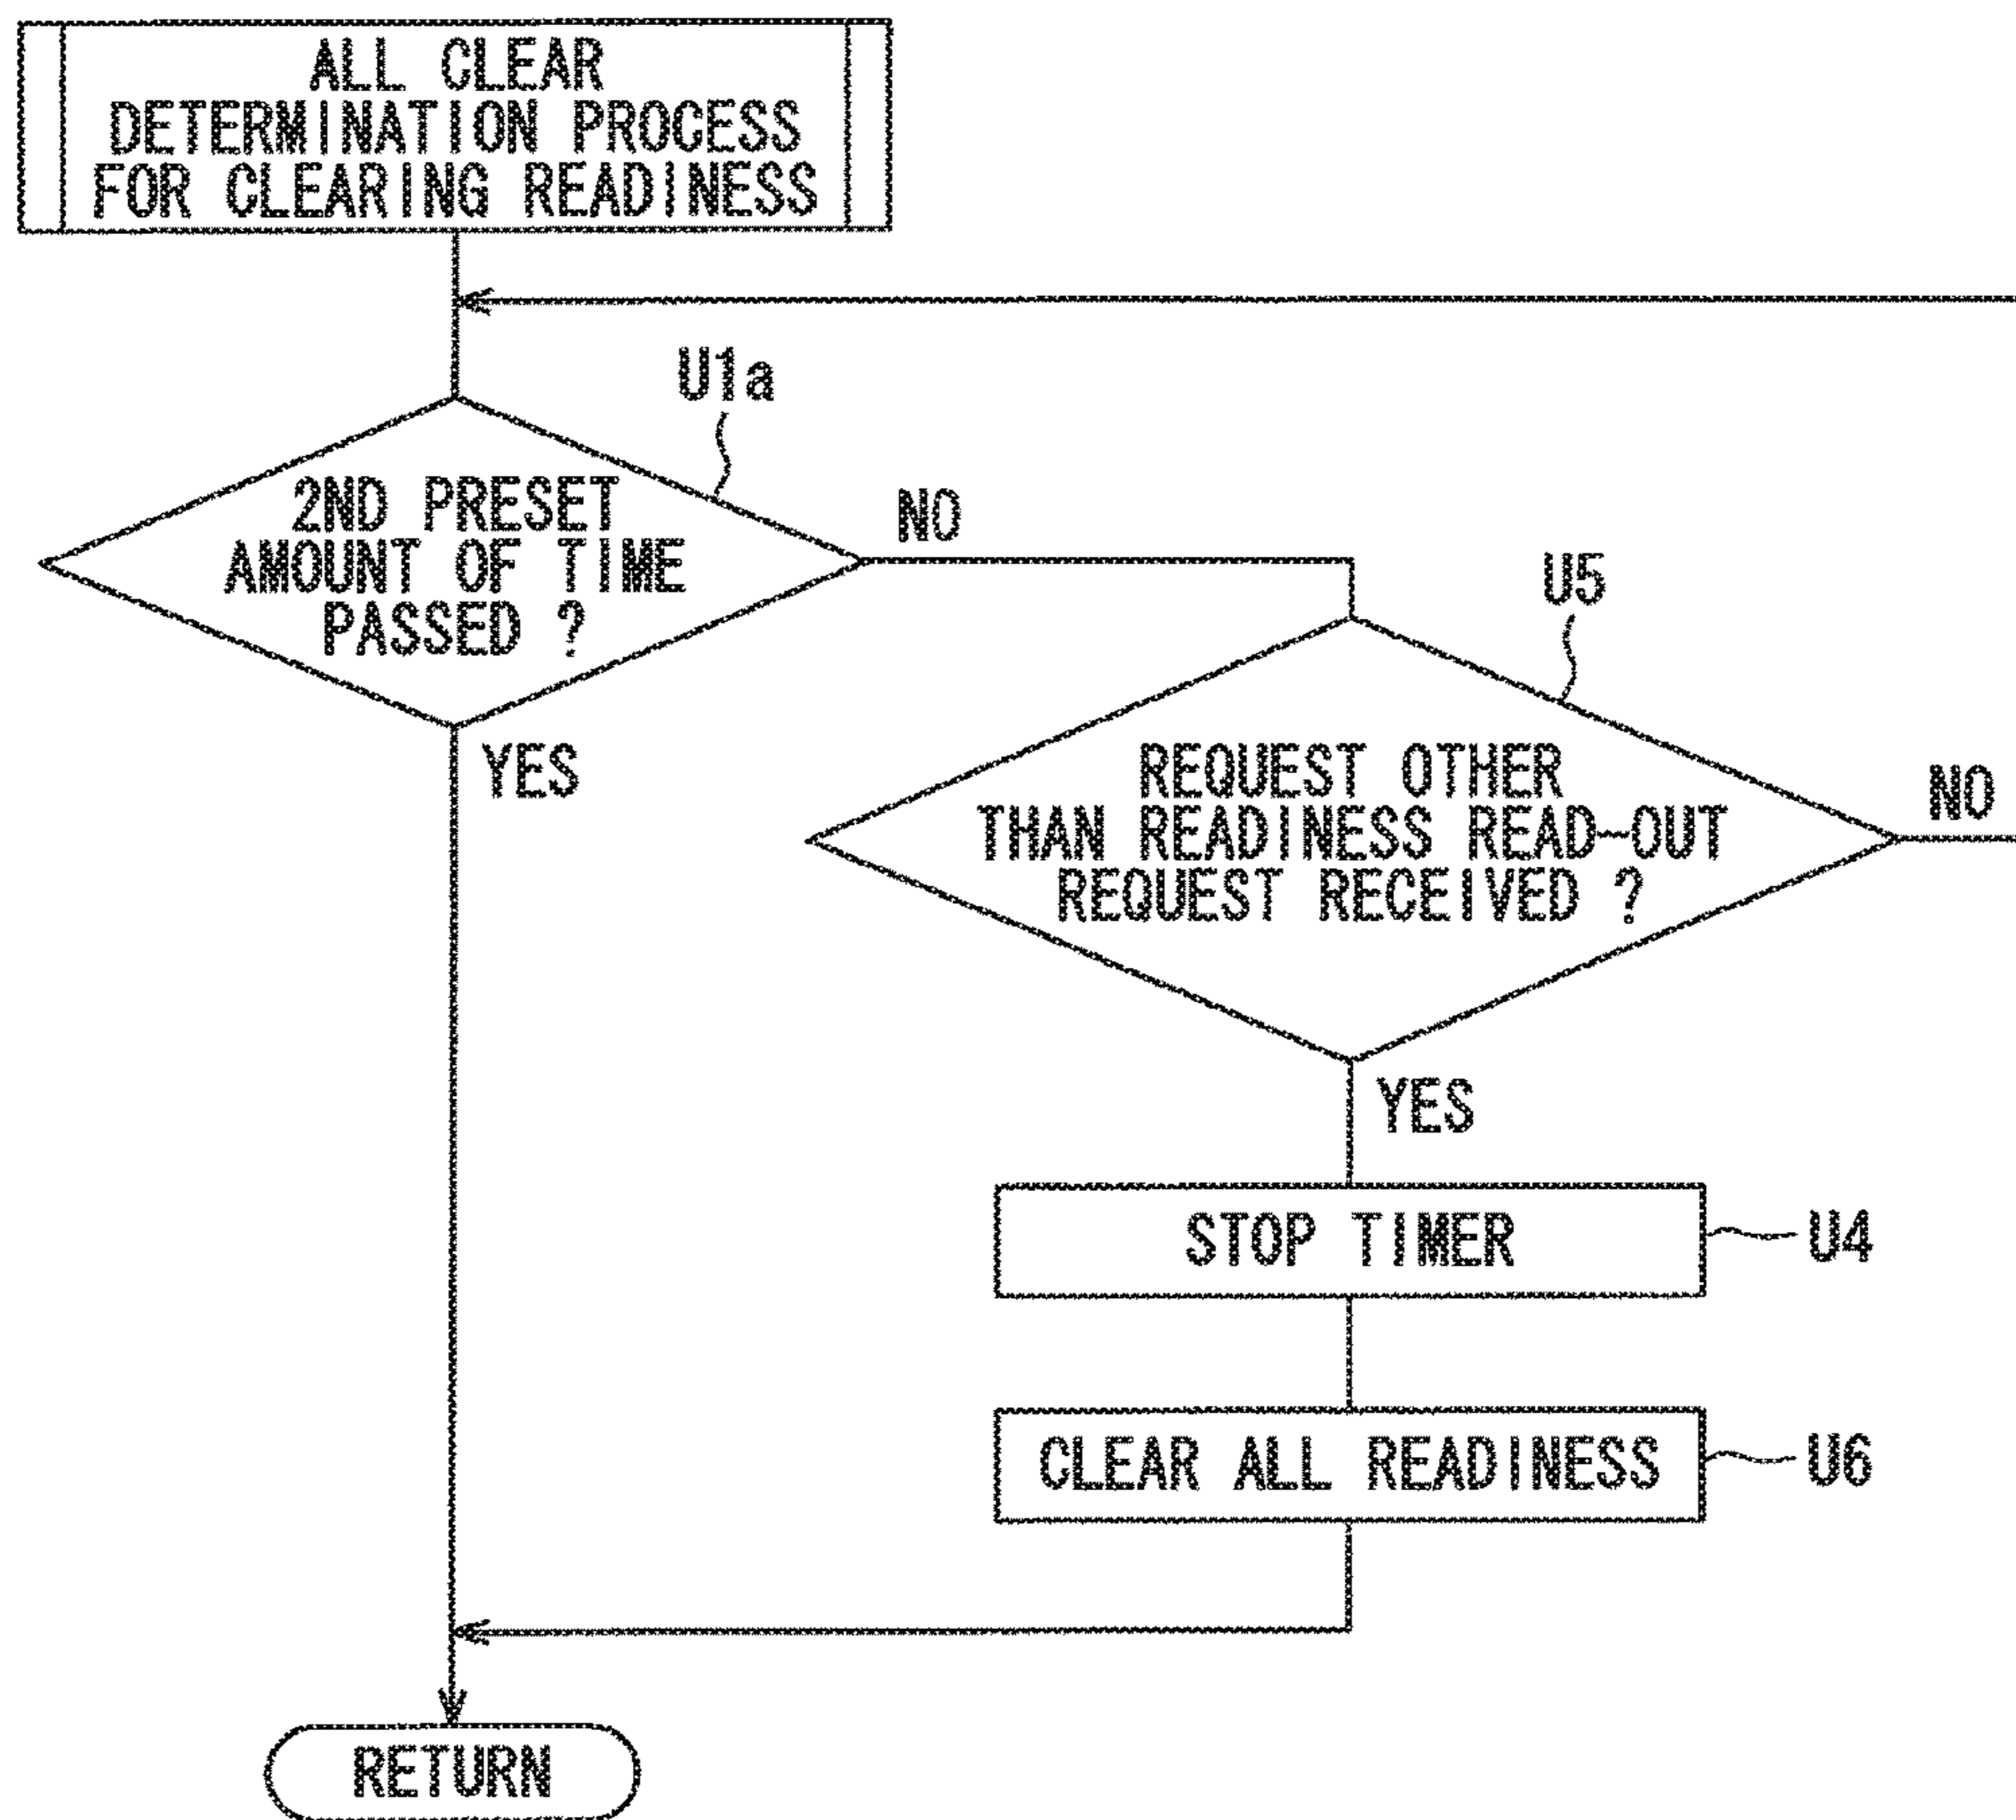 ALL CLEAR
DETERMINATION PROCESS
FOR CLEARING READINESS
U1a
2ND PRESET
AMOUNT OF TIME
PASSED ?
NO
YES
U5
REQUEST OTHER
THAN READINESS READ-OUT
REQUEST RECEIVED ?
NO
YES
STOP TIMER
U4
CLEAR ALL READINESS
U6
RETURN